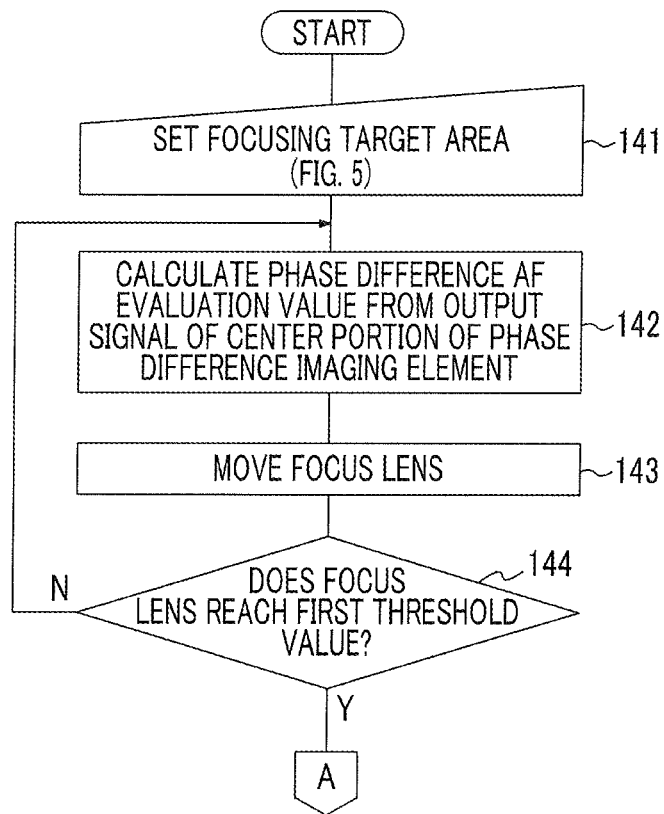 START
SET FOCUSING TARGET AREA
(FIG. 5)
141
CALCULATE PHASE DIFFERENCE AF
EVALUATION VALUE FROM OUTPUT
SIGNAL OF CENTER PORTION OF PHASE
DIFFERENCE IMAGING ELEMENT
142
MOVE FOCUS LENS
143
144
DOES FOCUS
LENS REACH FIRST THRESHOLD
VALUE?
N
Y
A